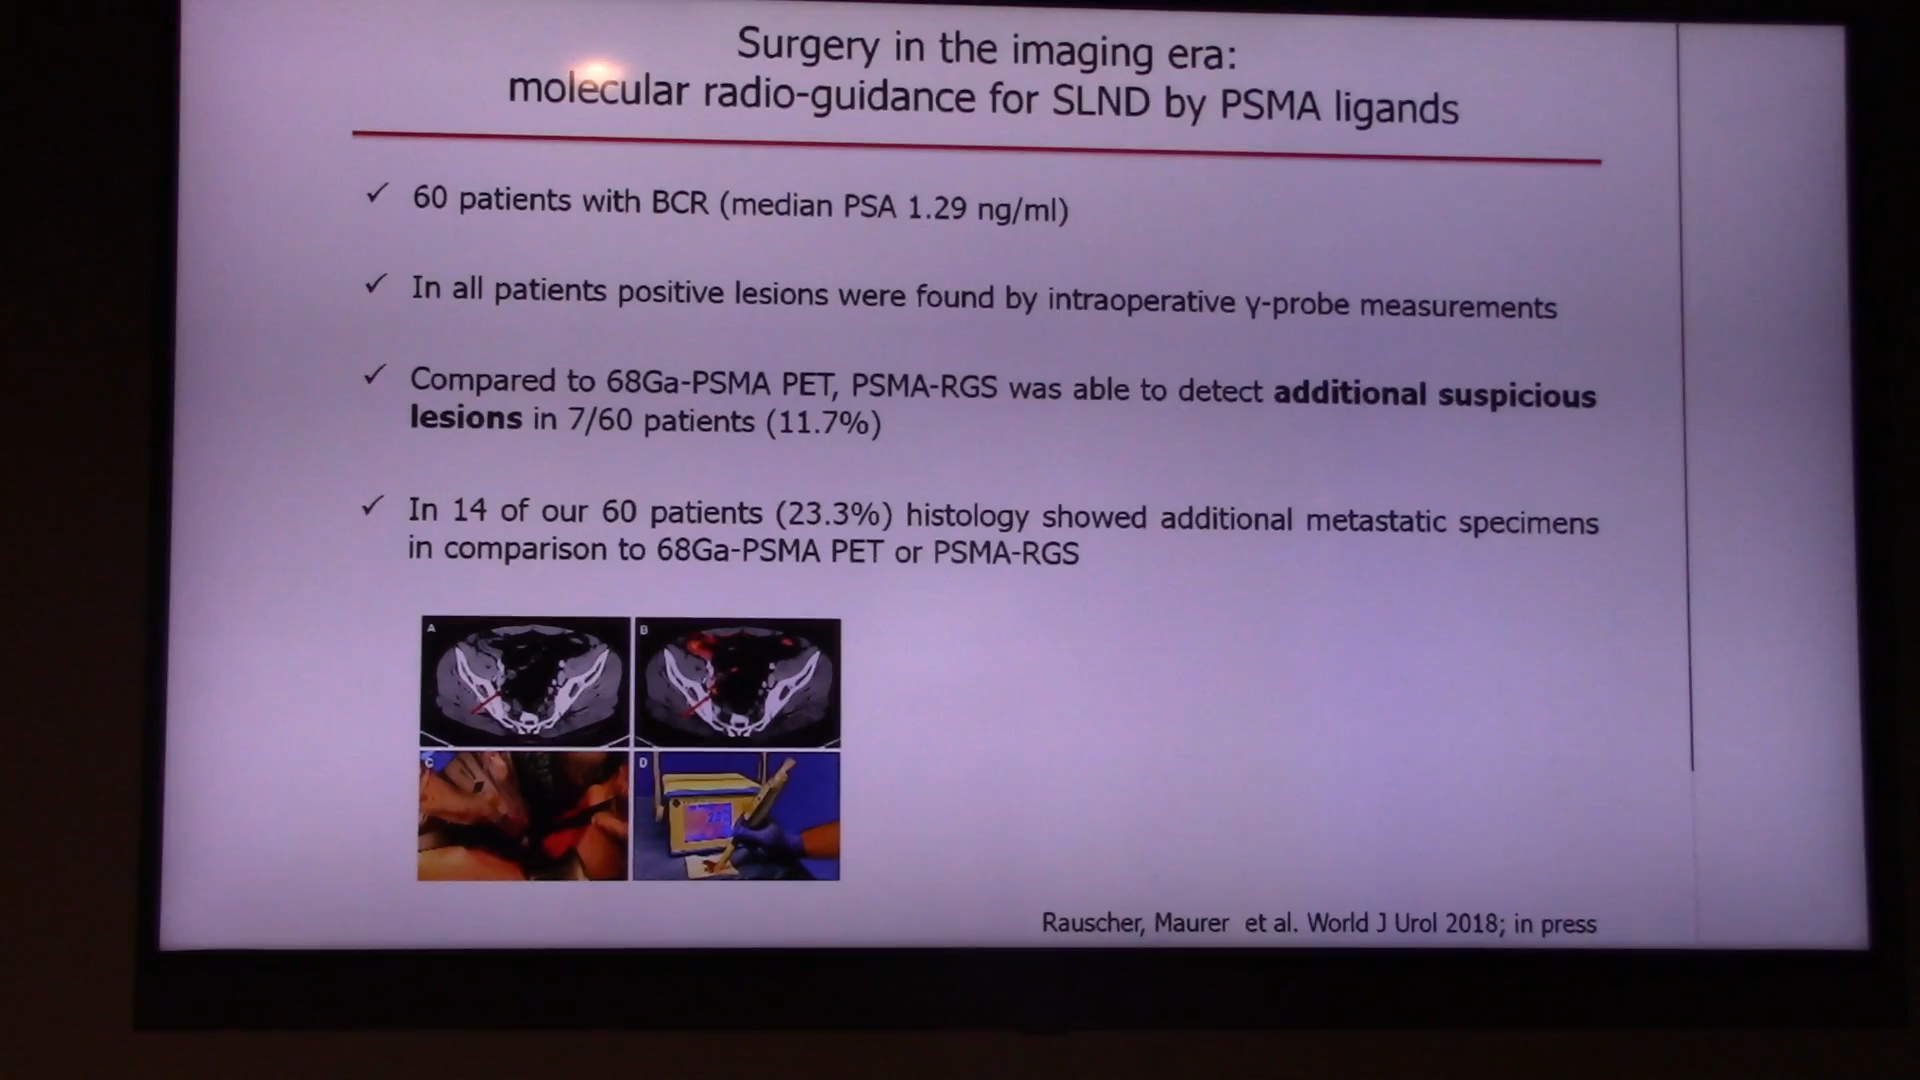 Surgery in the imaging era:
molecular radio-guidance for SLND by PSMA ligands
✓ 60 patients with BCR (median PSA 1.29 ng/ml)
✓ In all patients positive lesions were found by intraoperative γ-probe measurements
✓ Compared to 68Ga-PSMA PET, PSMA-RGS was able to detect additional suspicious
lesions in 7/60 patients (11.7%)
✓ In 14 of our 60 patients (23.3%) histology showed additional metastatic specimens
in comparison to 68Ga-PSMA PET or PSMA-RGS
A
B
C
D
Rauscher, Maurer et al. World J Urol 2018; in press